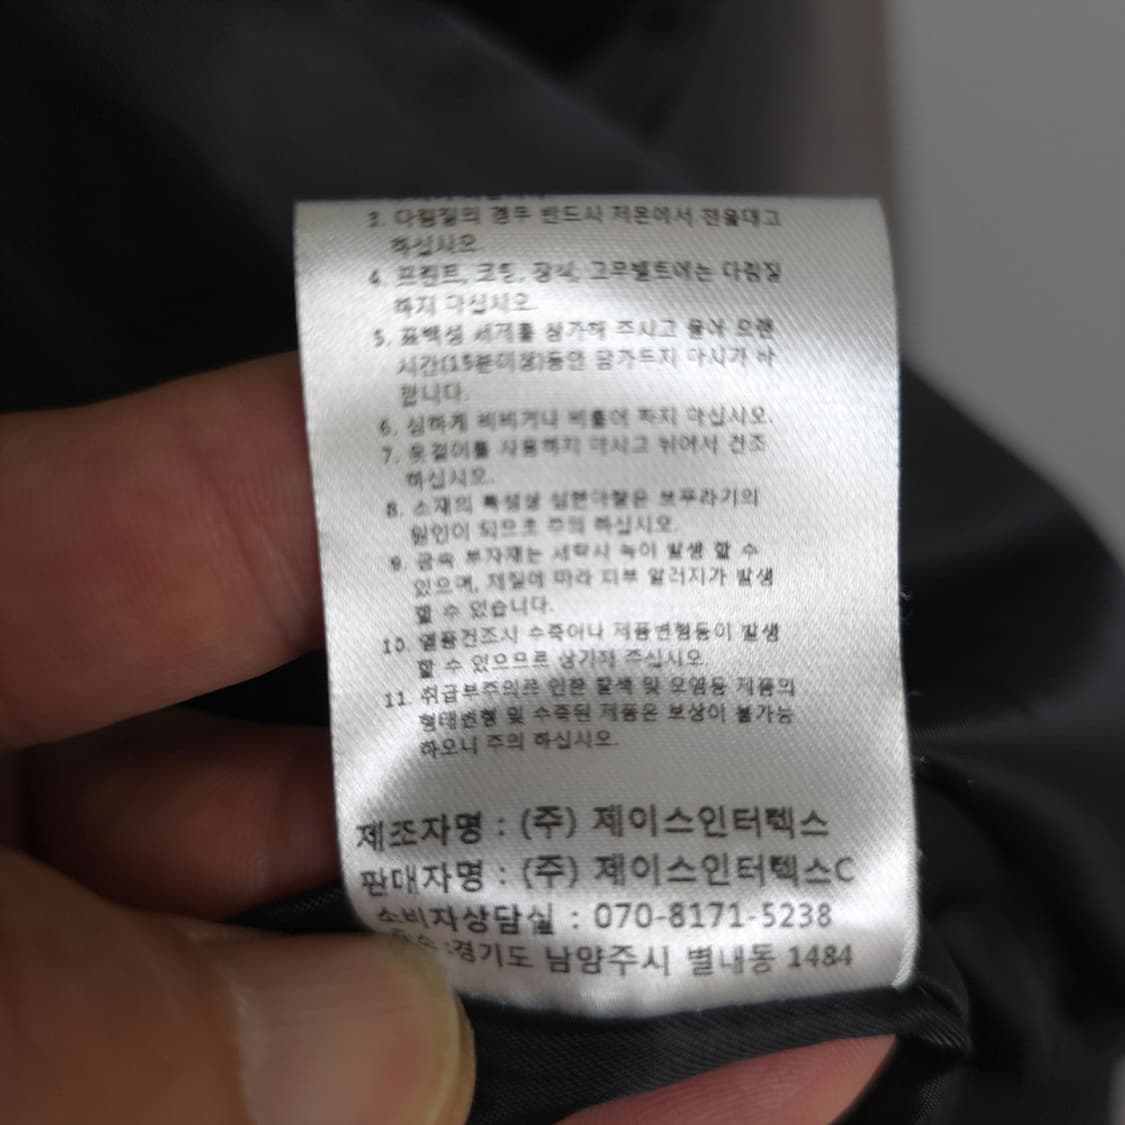 3. 다림질의 경우 반드시 저온에서 천을대고
하십시오.
4. 프린트, 코팅, 장식, 고무벨트에는 다림질
하지 마십시오.
5. 표백성 세제를 삼가해 주시고 물에 오랜
시간(15분이상)동안 담가두지 마시기 바
랍니다.
6. 심하게 비비거나 비틀어 짜지 마십시오.
7. 옷걸이를 사용하지 마시고 뉘어서 건조
하십시오.
8. 소재의 특성상 심한마찰은 보푸라기의
원인이 되므로 주의 하십시오.
9. 금속 부자재는 세탁시 녹이 발생 할 수
있으며, 체질에 따라 피부 알러지가 발생
할 수 있습니다.
10. 열풍건조시 수축이나 제품변형등이 발생
할 수 있으므로 삼가해 주십시오.
11. 취급부주의로 인한 탈색 및 오염등 제품의
형태변형 및 수축된 제품은 보상이 불가능
하오니 주의 하십시오.
제조자명 : (주) 제이스인터텍스
판매자명 : (주) 제이스인터텍스C
소비자상담실 : 070-8171-5238
:경기도 남양주시 별내동 1484